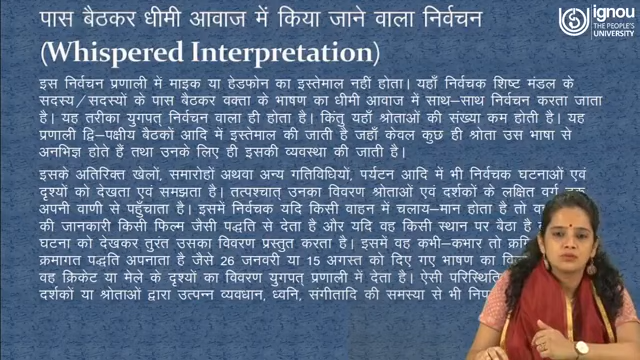 पास बैठकर धीमी आवाज में किया जाने वाला निर्वचन
(Whispered Interpretation)
ignou
THE PEOPLE'S
UNIVERSITY
इस निर्वचन प्रणाली में माइक या हेडफोन का इस्तेमाल नहीं होता। यहाँ निर्वचक शिष्ट मंडल के
सदस्य/सदस्यों के पास बैठकर वक्ता के भाषण का धीमी आवाज में साथ–साथ निर्वचन करता जाता
है। यह तरीका युगपत् निर्वचन वाला ही होता है। किंतु यहाँ श्रोताओं की संख्या कम होती है। यह
प्रणाली द्वि–पक्षीय बैठकों आदि में इस्तेमाल की जाती है जहाँ केवल कुछ ही श्रोता उस भाषा से
अनभिज्ञ होते हैं तथा उनके लिए ही इसकी व्यवस्था की जाती है।
इसके अतिरिक्त खेलों, समारोहों अथवा अन्य गतिविधियों, पर्यटन आदि में भी निर्वचक घटनाओं एवं
दृश्यों को देखता एवं समझता है। तत्पश्चात् उनका विवरण श्रोताओं एवं दर्शकों के लक्षित वर्ग तक
अपनी वाणी से पहुँचाता है। इसमें निर्वचक यदि किसी वाहन में चलाय–मान होता है तो
की जानकारी किसी फिल्म जैसी पद्धति से देता है और यदि वह किसी स्थान पर बैठा है
घटना को देखकर तुरंत उसका विवरण प्रस्तुत करता है। इसमें वह कभी–कभार तो
क्रमागत पद्धति अपनाता है जैसे 26 जनवरी या 15 अगस्त को दिए गए भाषण का
वह क्रिकेट या मेले के दृश्यों का विवरण युगपत् प्रणाली में देता है। ऐसी
दर्शकों या श्रोताओं द्वारा उत्पन्न व्यवधान, ध्वनि, संगीतादि की समस्या से भी